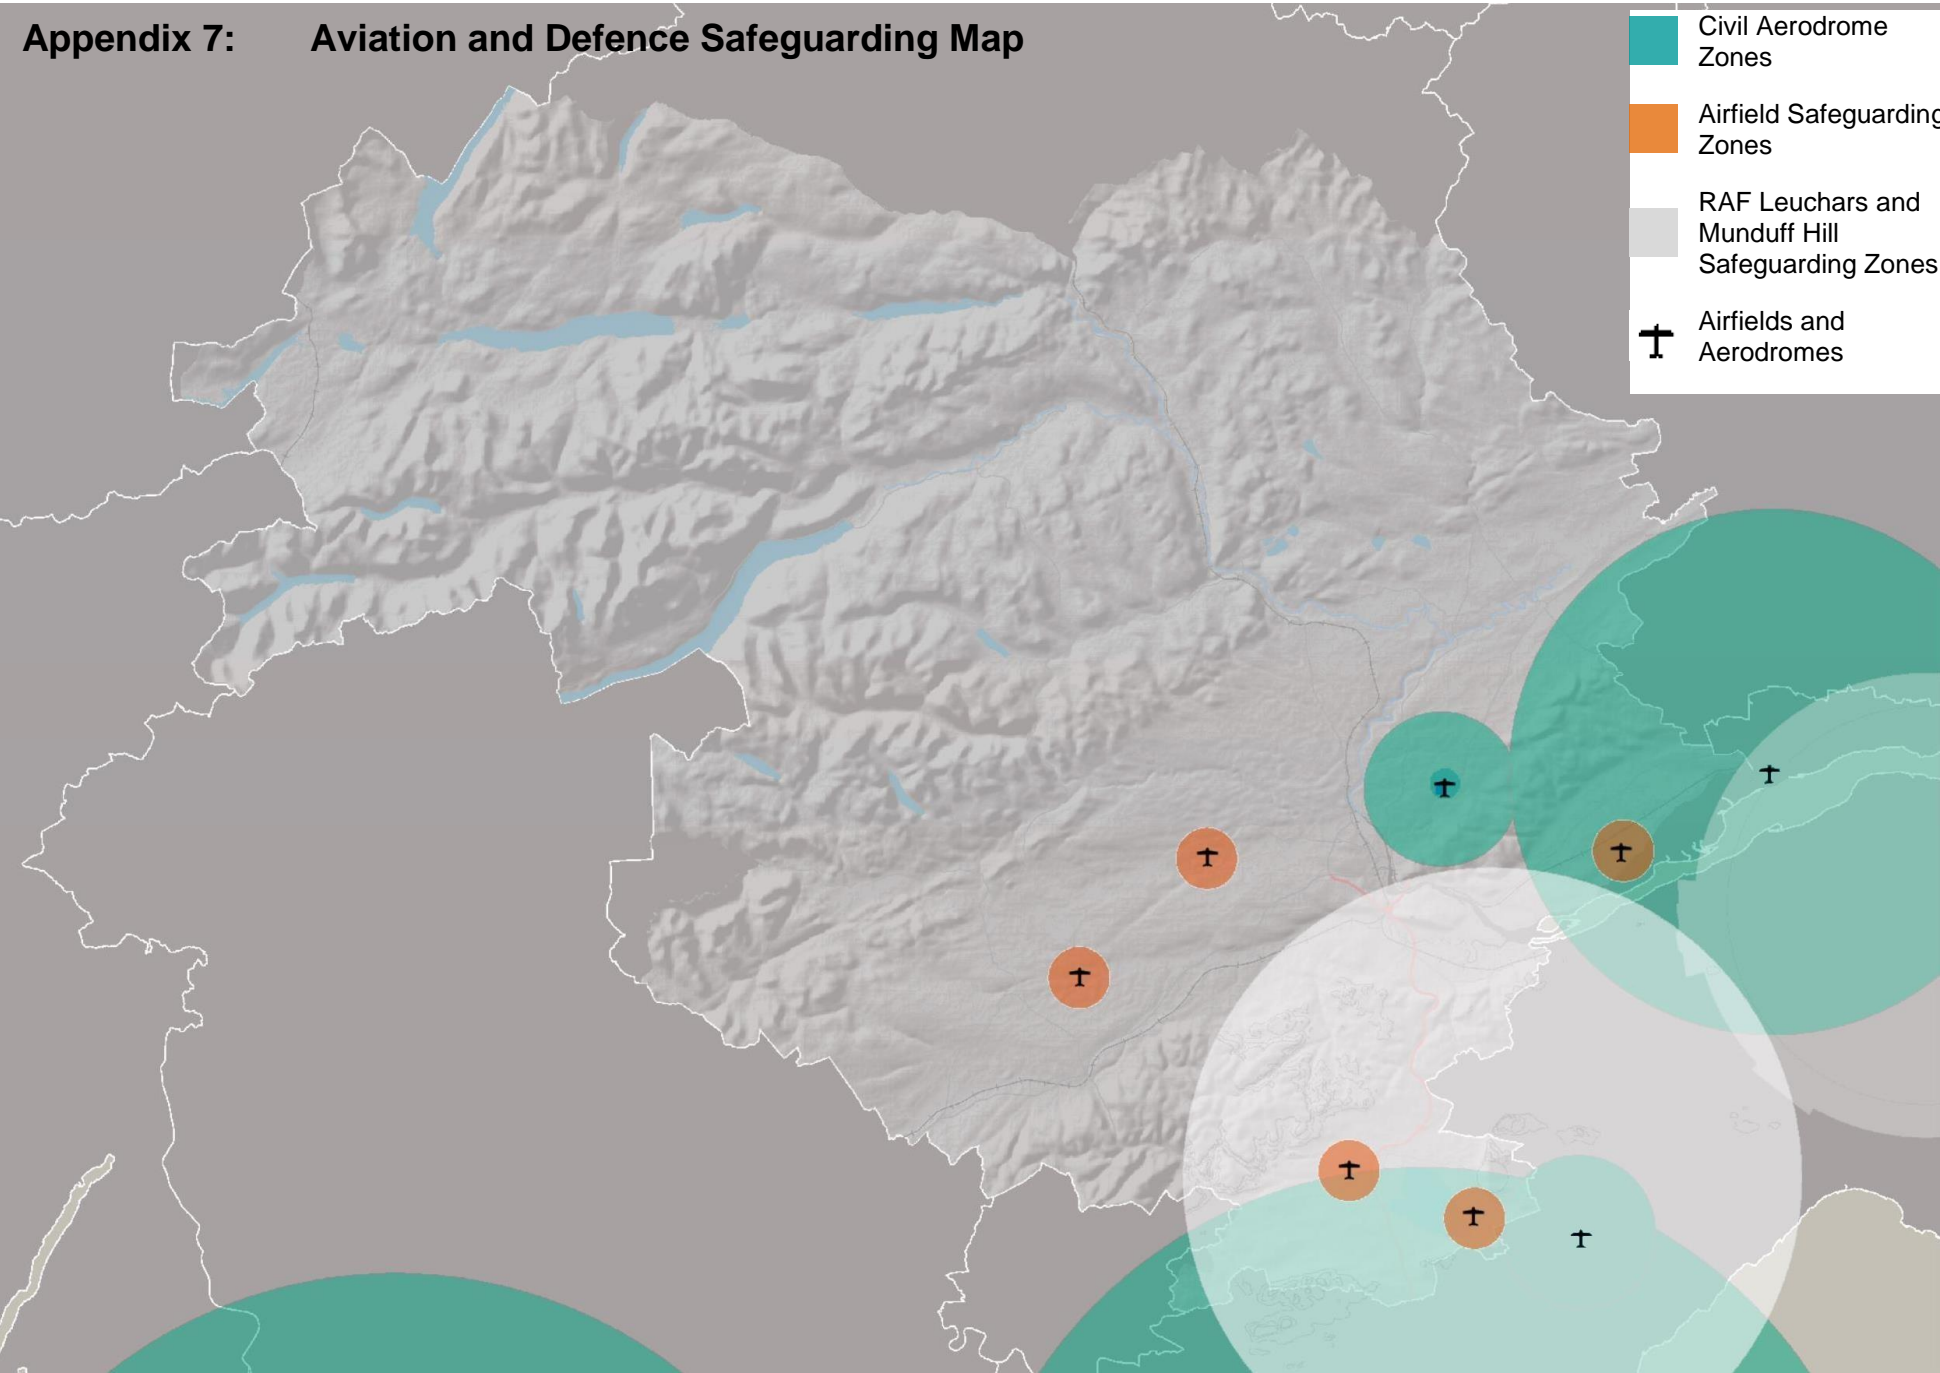 Appendix 7: Aviation and Defence Safeguarding Map
Civil Aerodrome
Zones
Airfield Safeguarding
Zones
RAF Leuchars and
Munduff Hill
Safeguarding Zones
Airfields and
Aerodromes